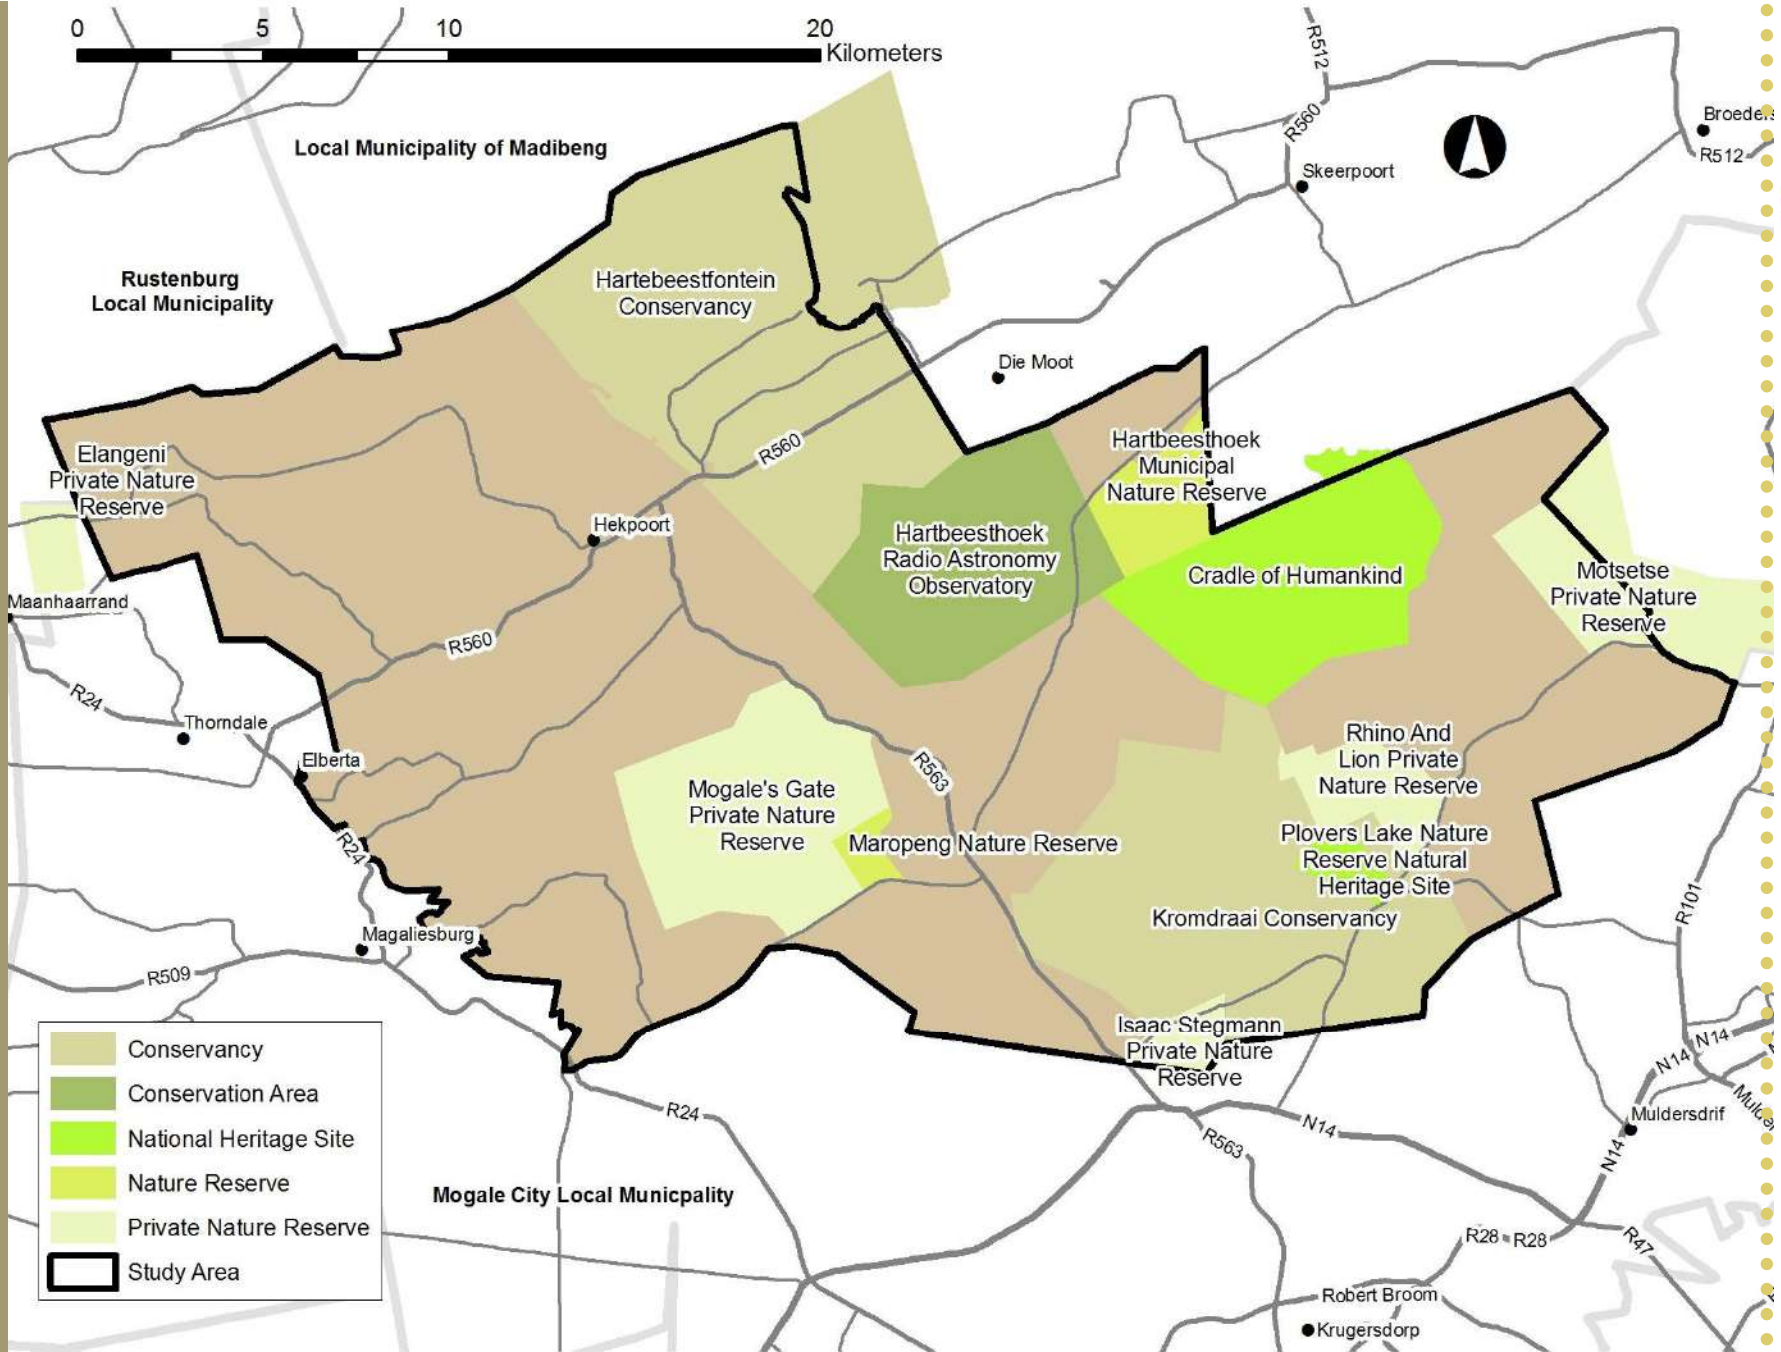 0
5
10
20
Kilometers
R512
R560
Broeders
R512
Skeerpoort
Local Municipality of Madibeng
Rustenburg
Local Municipality
Hartebeestfontein
Conservancy
Die Moot
R560
Hartbeesthoek
Municipal
Nature Reserve
Elangeni
Private Nature
Reserve
Hekpoort
Hartbeesthoek
Radio Astronomy
Observatory
Cradle of Humankind
Motsetse
Private Nature
Reserve
Maanhaarrand
R560
R24
Thorndale
Elberta
R563
Rhino And
Lion Private
Nature Reserve
Mogale's Gate
Private Nature
Reserve
Maropeng Nature Reserve
Plovers Lake Nature
Reserve Natural
Heritage Site
R24
Kromdraai Conservancy
R101
Magaliesburg
R509
Isaac Stegmann
Private Nature
Reserve
N14
N14
Conservancy
Conservation Area
National Heritage Site
Nature Reserve
Private Nature Reserve
Study Area
R24
N14
R563
Muldersdrif
N14
Mogale City Local Municpality
R28
R28
R47
Robert Broom
Krugersdorp